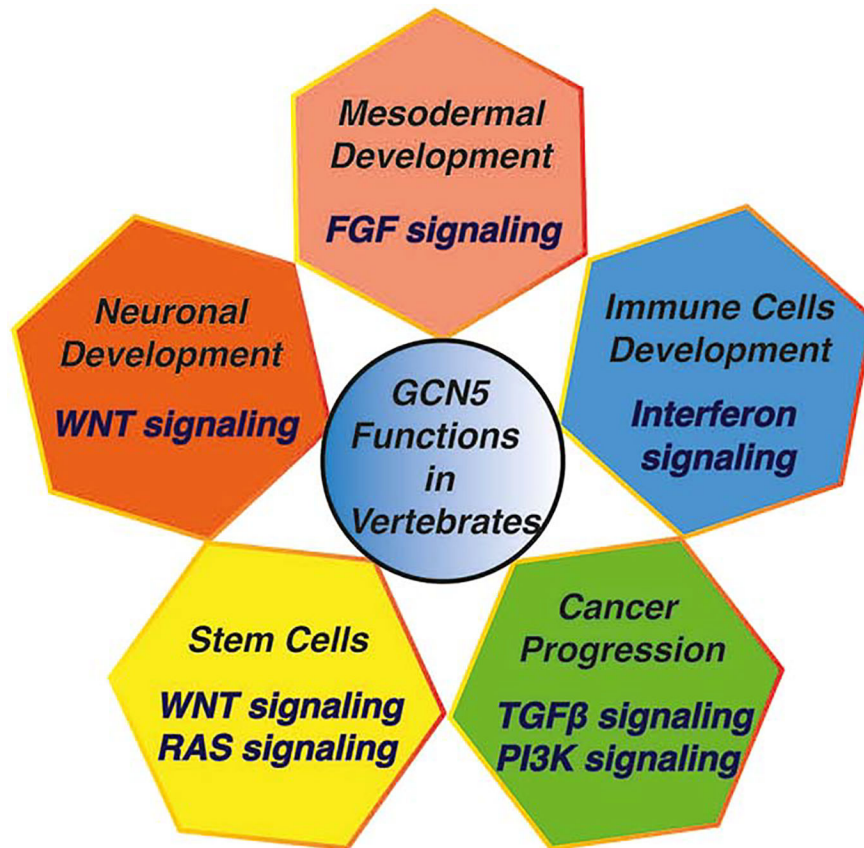 Mesodermal
Development
FGF signaling
Neuronal
Development
WNT signaling
Immune Cells
Development
Interferon
signaling
GCN5
Functions
in
Vertebrates
Stem Cells
WNT signaling
RAS signaling
Cancer
Progression
TGFβ signaling
PI3K signaling